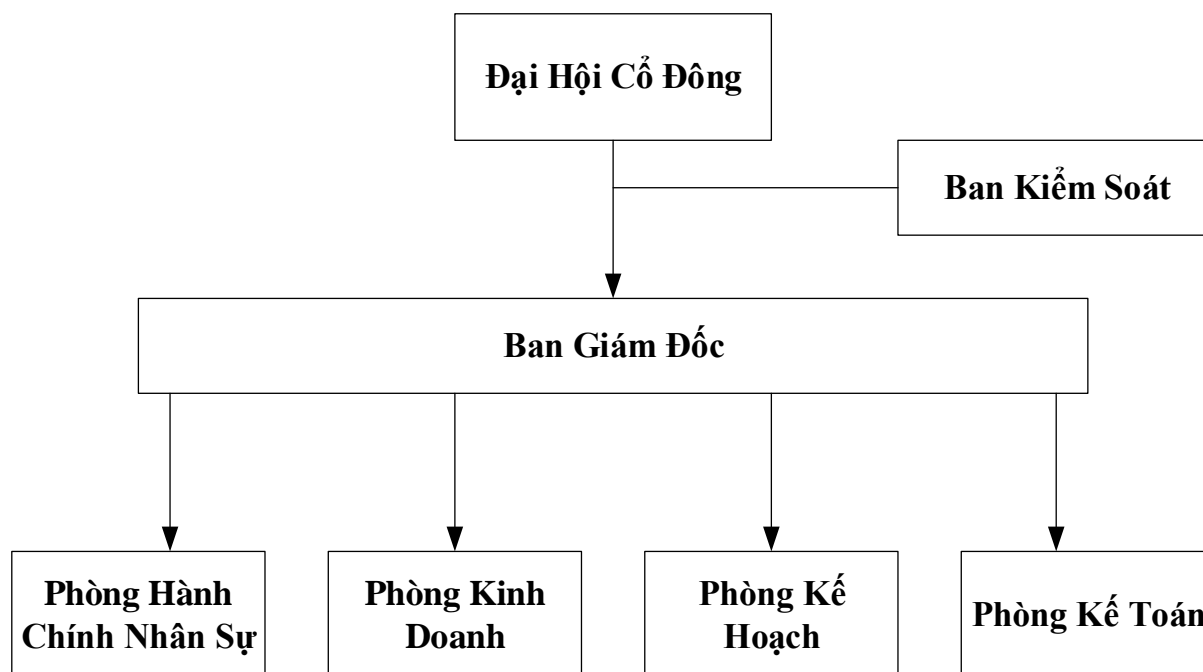 Đại Hội Cổ Đông
Ban Kiểm Soát
Ban Giám Đốc
Phòng Hành
Chính Nhân Sự
Phòng Kinh
Doanh
Phòng Kế
Hoạch
Phòng Kế Toán